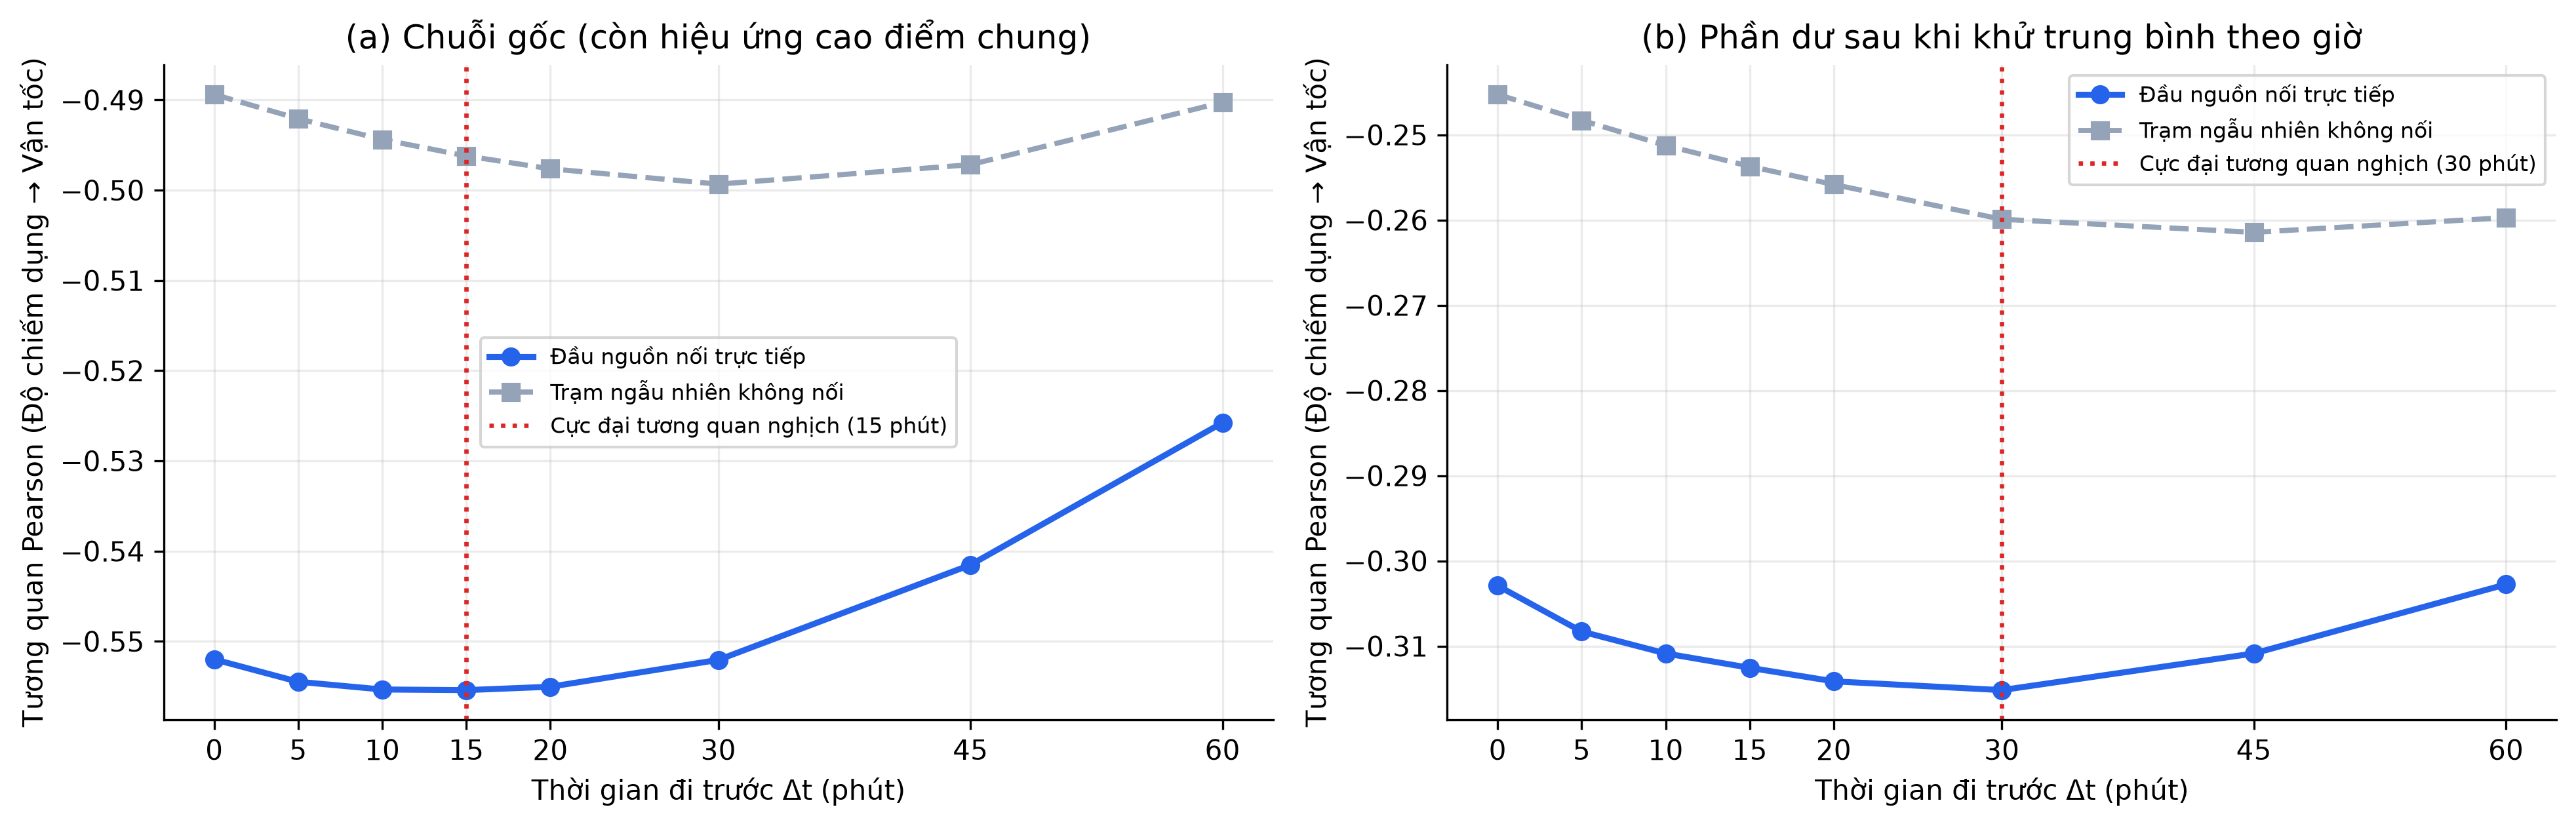 (a) Chuỗi gốc (còn hiệu ứng cao điểm chung)
Tương quan Pearson (Độ chiếm dụng → Vận tốc)
−0.49
−0.50
−0.51
−0.52
−0.53
−0.54
−0.55
Đầu nguồn nối trực tiếp
Trạm ngẫu nhiên không nối
Cực đại tương quan nghịch (15 phút)
0 5 10 15 20 30 45 60
Thời gian đi trước Δt (phút)
(b) Phần dư sau khi khử trung bình theo giờ
Tương quan Pearson (Độ chiếm dụng → Vận tốc)
−0.25
−0.26
−0.27
−0.28
−0.29
−0.30
−0.31
Đầu nguồn nối trực tiếp
Trạm ngẫu nhiên không nối
Cực đại tương quan nghịch (30 phút)
0 5 10 15 20 30 45 60
Thời gian đi trước Δt (phút)